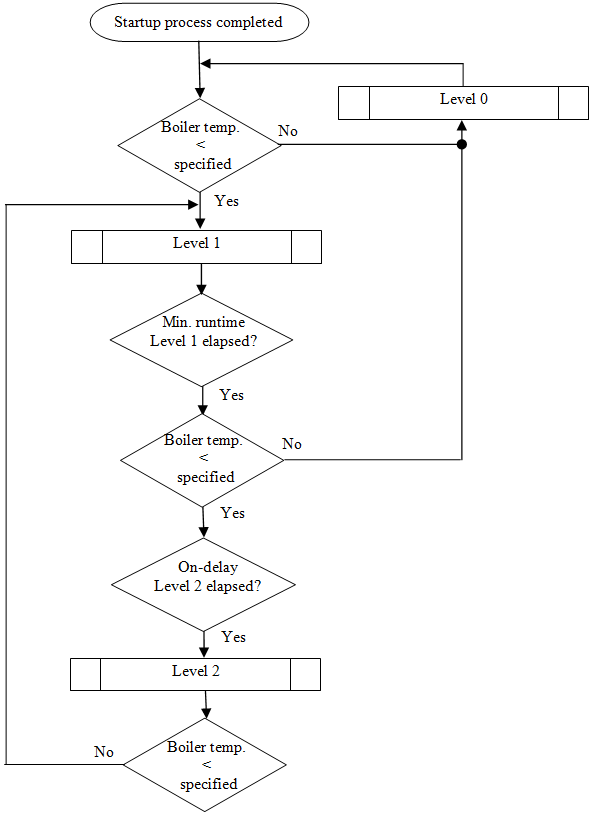 Startup process completed
Level 0
Boiler temp.
<
specified
No
Yes
Level 1
Min. runtime
Level 1 elapsed?
Yes
Boiler temp.
<
specified
No
Yes
On-delay
Level 2 elapsed?
Yes
Level 2
Boiler temp.
<
specified
No